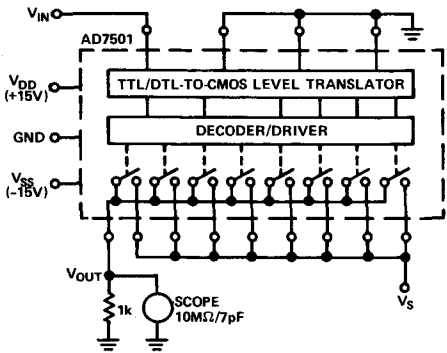 VIN
AD7501
VDD
(+15V)
TTL/DTL-TO-CMOS LEVEL TRANSLATOR
GND
DECODER/DRIVER
VSS
(-15V)
VOUT
1k
SCOPE
10MΩ/7pF
VS